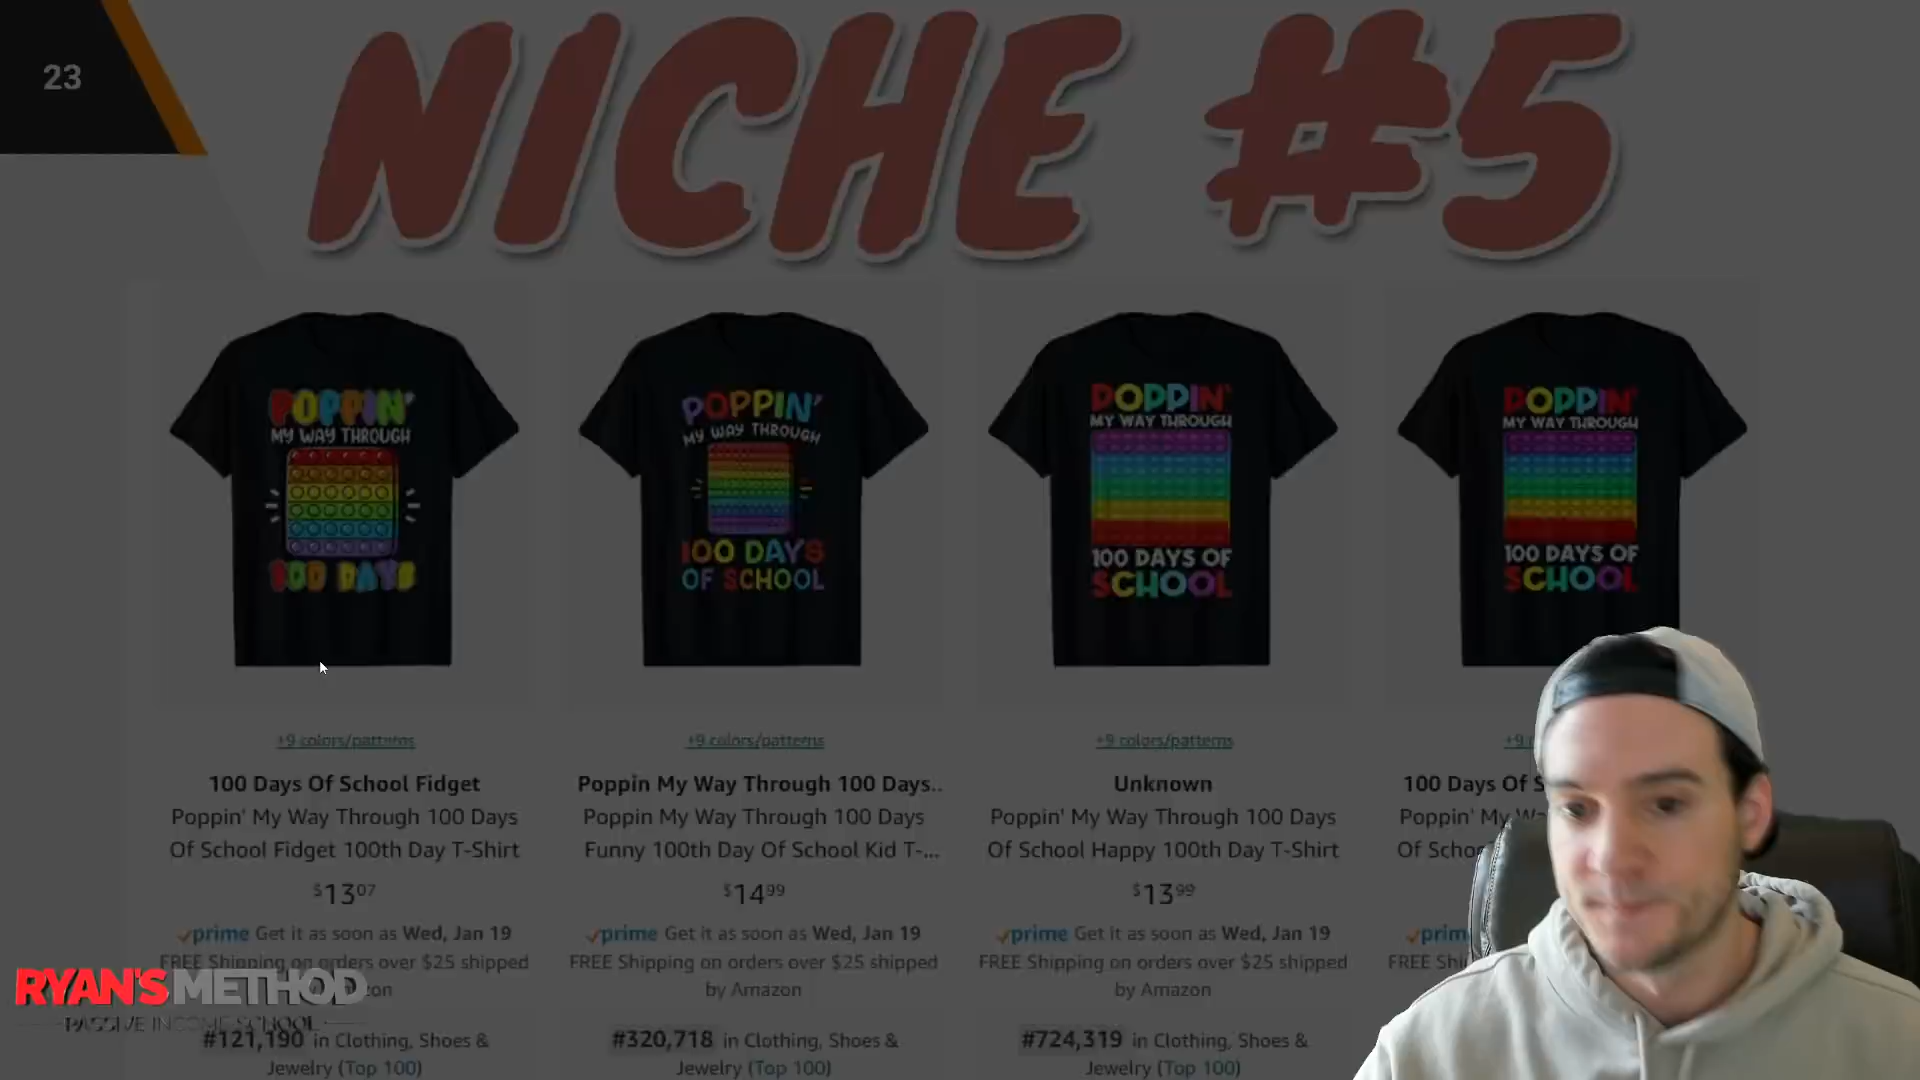 23
NICHE #5
POPPIN'
MY WAY THROUGH
100 DAYS
POPPIN'
MY WAY THROUGH
100 DAYS
OF SCHOOL
POPPIN'
MY WAY THROUGH
100 DAYS OF
SCHOOL
POPPIN'
MY WAY THROUGH
100 DAYS OF
SCHOOL
+9 colors/patterns
+9 colors/patterns
+9 colors/patterns
+9
100 Days Of School Fidget
Poppin' My Way Through 100 Days
Of School Fidget 100th Day T-Shirt
$13.07
prime Get it as soon as Wed, Jan 19
FREE Shipping on orders over $25 shipped
#121,190 in Clothing, Shoes &
Jewelry (Top 100)
Poppin My Way Through 100 Days..
Poppin My Way Through 100 Days
Funny 100th Day Of School Kid T-...
$14.99
prime Get it as soon as Wed, Jan 19
FREE Shipping on orders over $25 shipped
by Amazon
#320,718 in Clothing, Shoes &
Jewelry (Top 100)
Unknown
Poppin' My Way Through 100 Days
Of School Happy 100th Day T-Shirt
$13.99
prime Get it as soon as Wed, Jan 19
FREE Shipping on orders over $25 shipped
by Amazon
#724,319 in Clothing, Shoes &
Jewelry (Top 100)
100 Days Of
Poppin' My
Of
prim
FREE
RYAN'S METHOD
PASSIVE INCOME SCHOOL